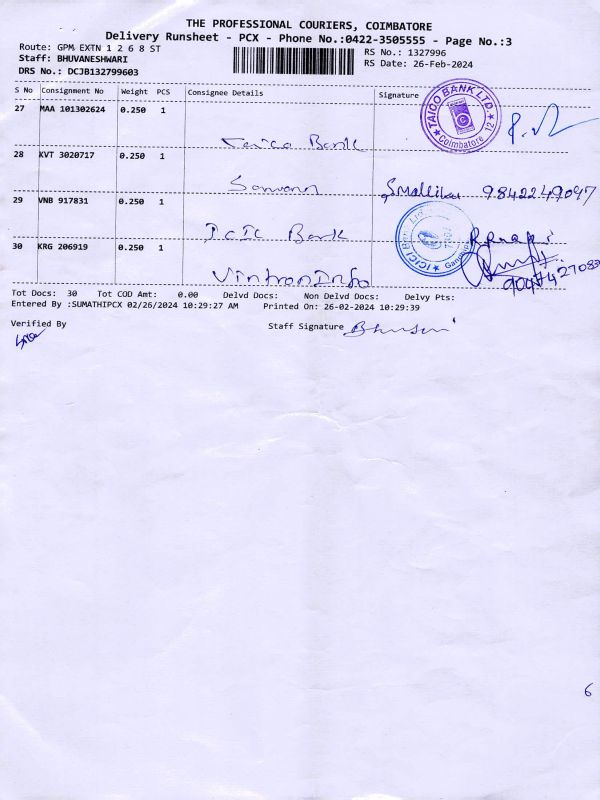 THE PROFESSIONAL COURIERS, COIMBATORE
Delivery Runsheet - PCX - Phone No.:0422-3505555 - Page No.:3
Route: GPM EXTN 1 2 6 8 ST
RS No.: 1327996
Staff: BHUVANESHWARI
RS Date: 26-Feb-2024
DRS No.: DCJB132799603
S No Consignment No Weight PCS Consignee Details Signature
27 MAA 101302624 0.250 1
TAICO BANK LTD. Coimbatore 12
Taico Bank
28 KVT 3020717 0.250 1
Saravana Smallika 9842249047
29 VNB 917831 0.250 1
ICIC Bank
ICICI Bank Ltd
30 KRG 206919 0.250 1
Vintron Info
Tot Docs: 30 Tot COD Amt: 0.00 Delvd Docs: Non Delvd Docs: Delvy Pts:
Entered By :SUMATHIPCX 02/26/2024 10:29:27 AM Printed On: 26-02-2024 10:29:39
Verified By
Staff Signature
6